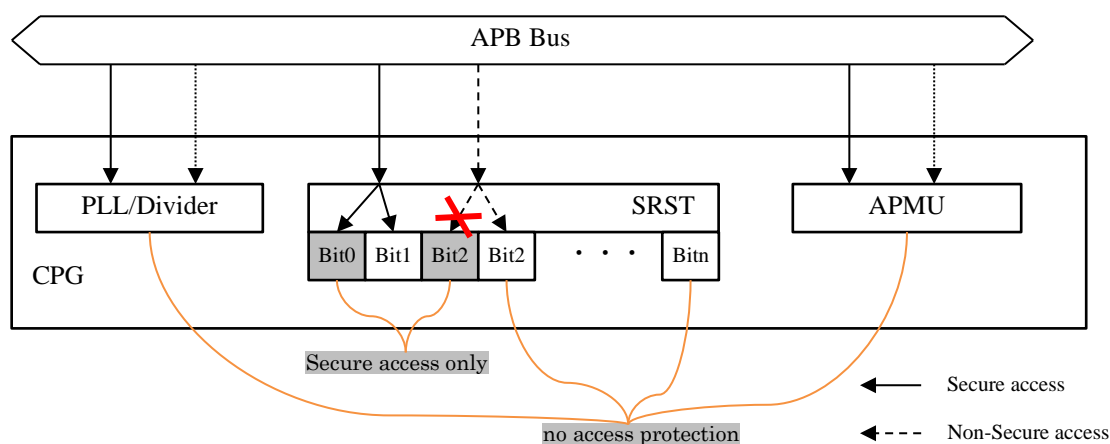 APB Bus
PLL/Divider
SRST
APMU
Bit0 Bit1 Bit2 Bit2 · · · Bitn
CPG
Secure access only
Secure access
no access protection
Non-Secure access